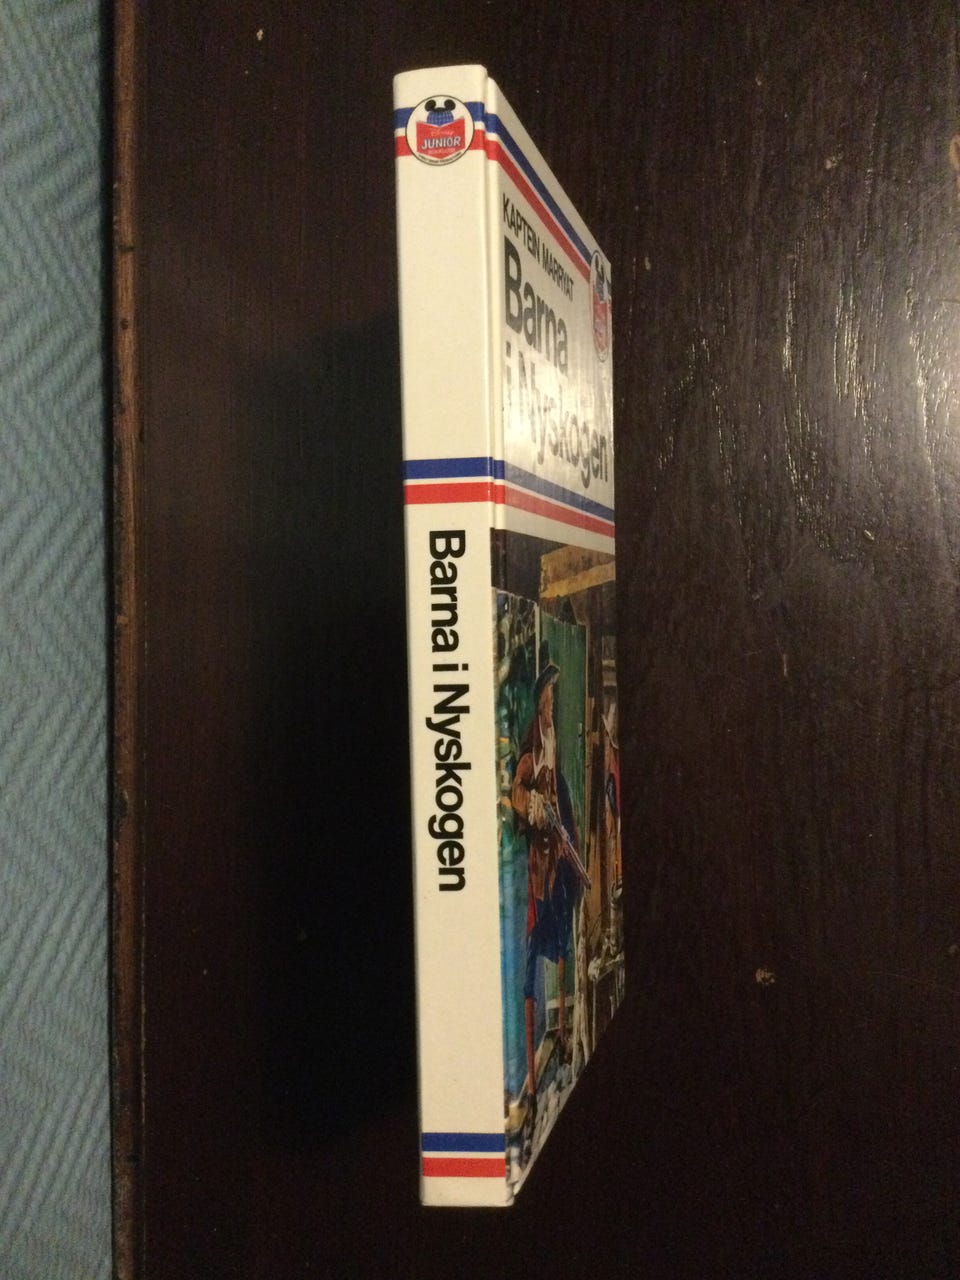 JUNIOR
KAPTEIN MARRYAT
Barna
i Nyskogen
Barna i Nyskogen